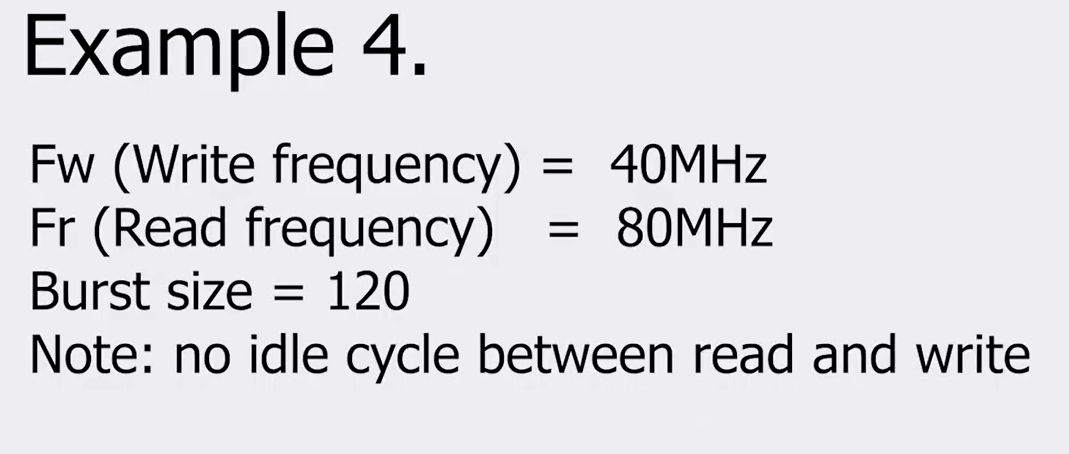 Example 4.
Fw (Write frequency) = 40MHz
Fr (Read frequency) = 80MHz
Burst size = 120
Note: no idle cycle between read and write